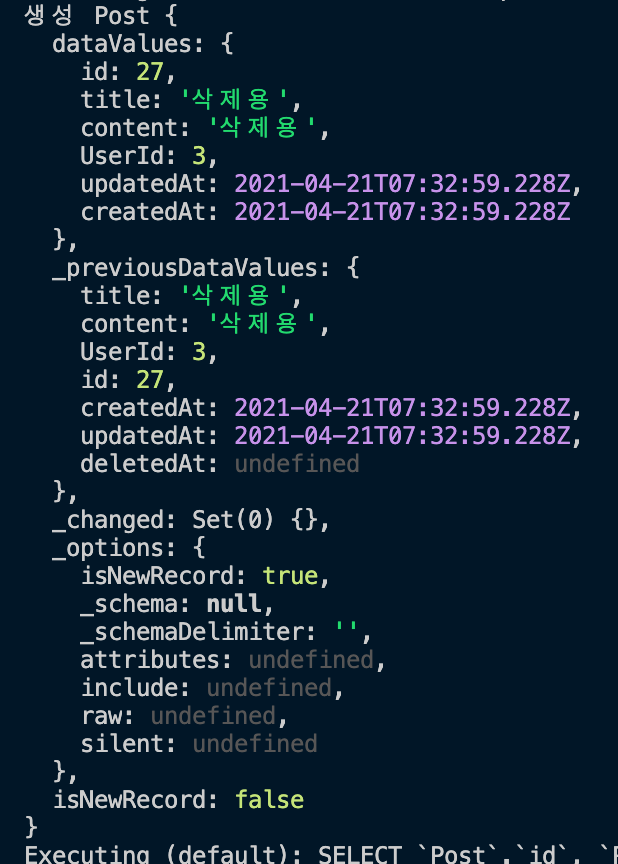 생성 Post {
  dataValues: {
    id: 27,
    title: '삭제용',
    content: '삭제용',
    UserId: 3,
    updatedAt: 2021-04-21T07:32:59.228Z,
    createdAt: 2021-04-21T07:32:59.228Z
  },
  _previousDataValues: {
    title: '삭제용',
    content: '삭제용',
    UserId: 3,
    id: 27,
    createdAt: 2021-04-21T07:32:59.228Z,
    updatedAt: 2021-04-21T07:32:59.228Z,
    deletedAt: undefined
  },
  _changed: Set(0) {},
  _options: {
    isNewRecord: true,
    _schema: null,
    _schemaDelimiter: '',
    attributes: undefined,
    include: undefined,
    raw: undefined,
    silent: undefined
  },
  isNewRecord: false
}
Executing (default): SELECT `Post`.`id`,